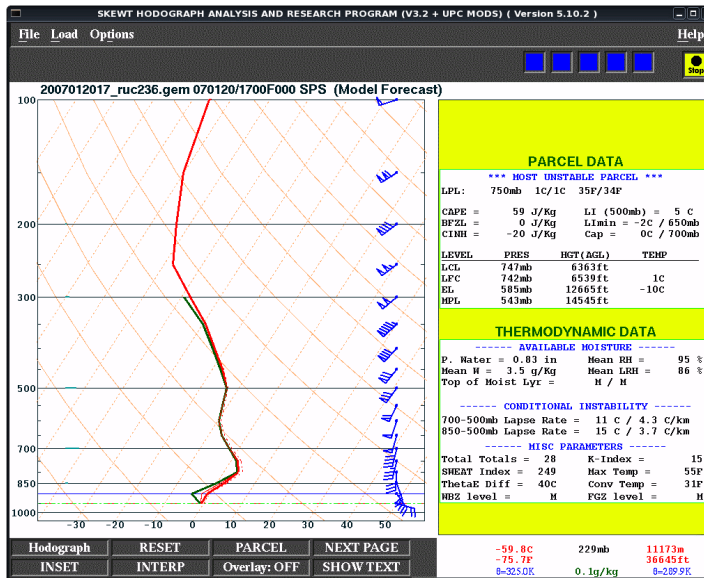 SKEWT HODOGRAPH ANALYSIS AND RESEARCH PROGRAM (V3.2 + UPC MODS) ( Version 5.10.2 )
File Load Options Help
Stop
2007012017_ruc236.gem 070120/1700F000 SPS (Model Forecast)
100
200
300
500
700
850
1000
-30 -20 -10 0 10 20 30 50
PARCEL DATA
*** MOST UNSTABLE PARCEL ***
LPL: 750mb 1C/1C 35F/34F
CAPE = 59 J/Kg LI (500mb) = 5 C
BFZL = 0 J/Kg LImin = -2C / 650mb
CINH = -20 J/Kg Cap = 0C / 700mb
LEVEL PRES HGT(AGL) TEMP
LCL 747mb 6363ft
LFC 742mb 6539ft 1C
EL 585mb 12665ft -10C
MPL 543mb 14545ft
THERMODYNAMIC DATA
------ AVAILABLE MOISTURE ------
P. Water = 0.83 in Mean RH = 95 %
Mean W = 3.5 g/Kg Mean LRH = 86 %
Top of Moist Lyr = M / M
------ CONDITIONAL INSTABILITY ------
700-500mb Lapse Rate = 11 C / 4.3 C/km
850-500mb Lapse Rate = 15 C / 3.7 C/km
------ MISC PARAMETERS ------
Total Totals = 28 K-Index = 15
SWEAT Index = 249 Max Temp = 55F
ThetaE Diff = 40C Conv Temp = 31F
WBZ level = M FGZ level = M
Hodograph RESET PARCEL NEXT PAGE
INSET INTERP Overlay: OFF SHOW TEXT
-59.8C 229mb 11173m
-75.7F 36645ft
θ=325.0K 0.1g/kg θ=289.9K